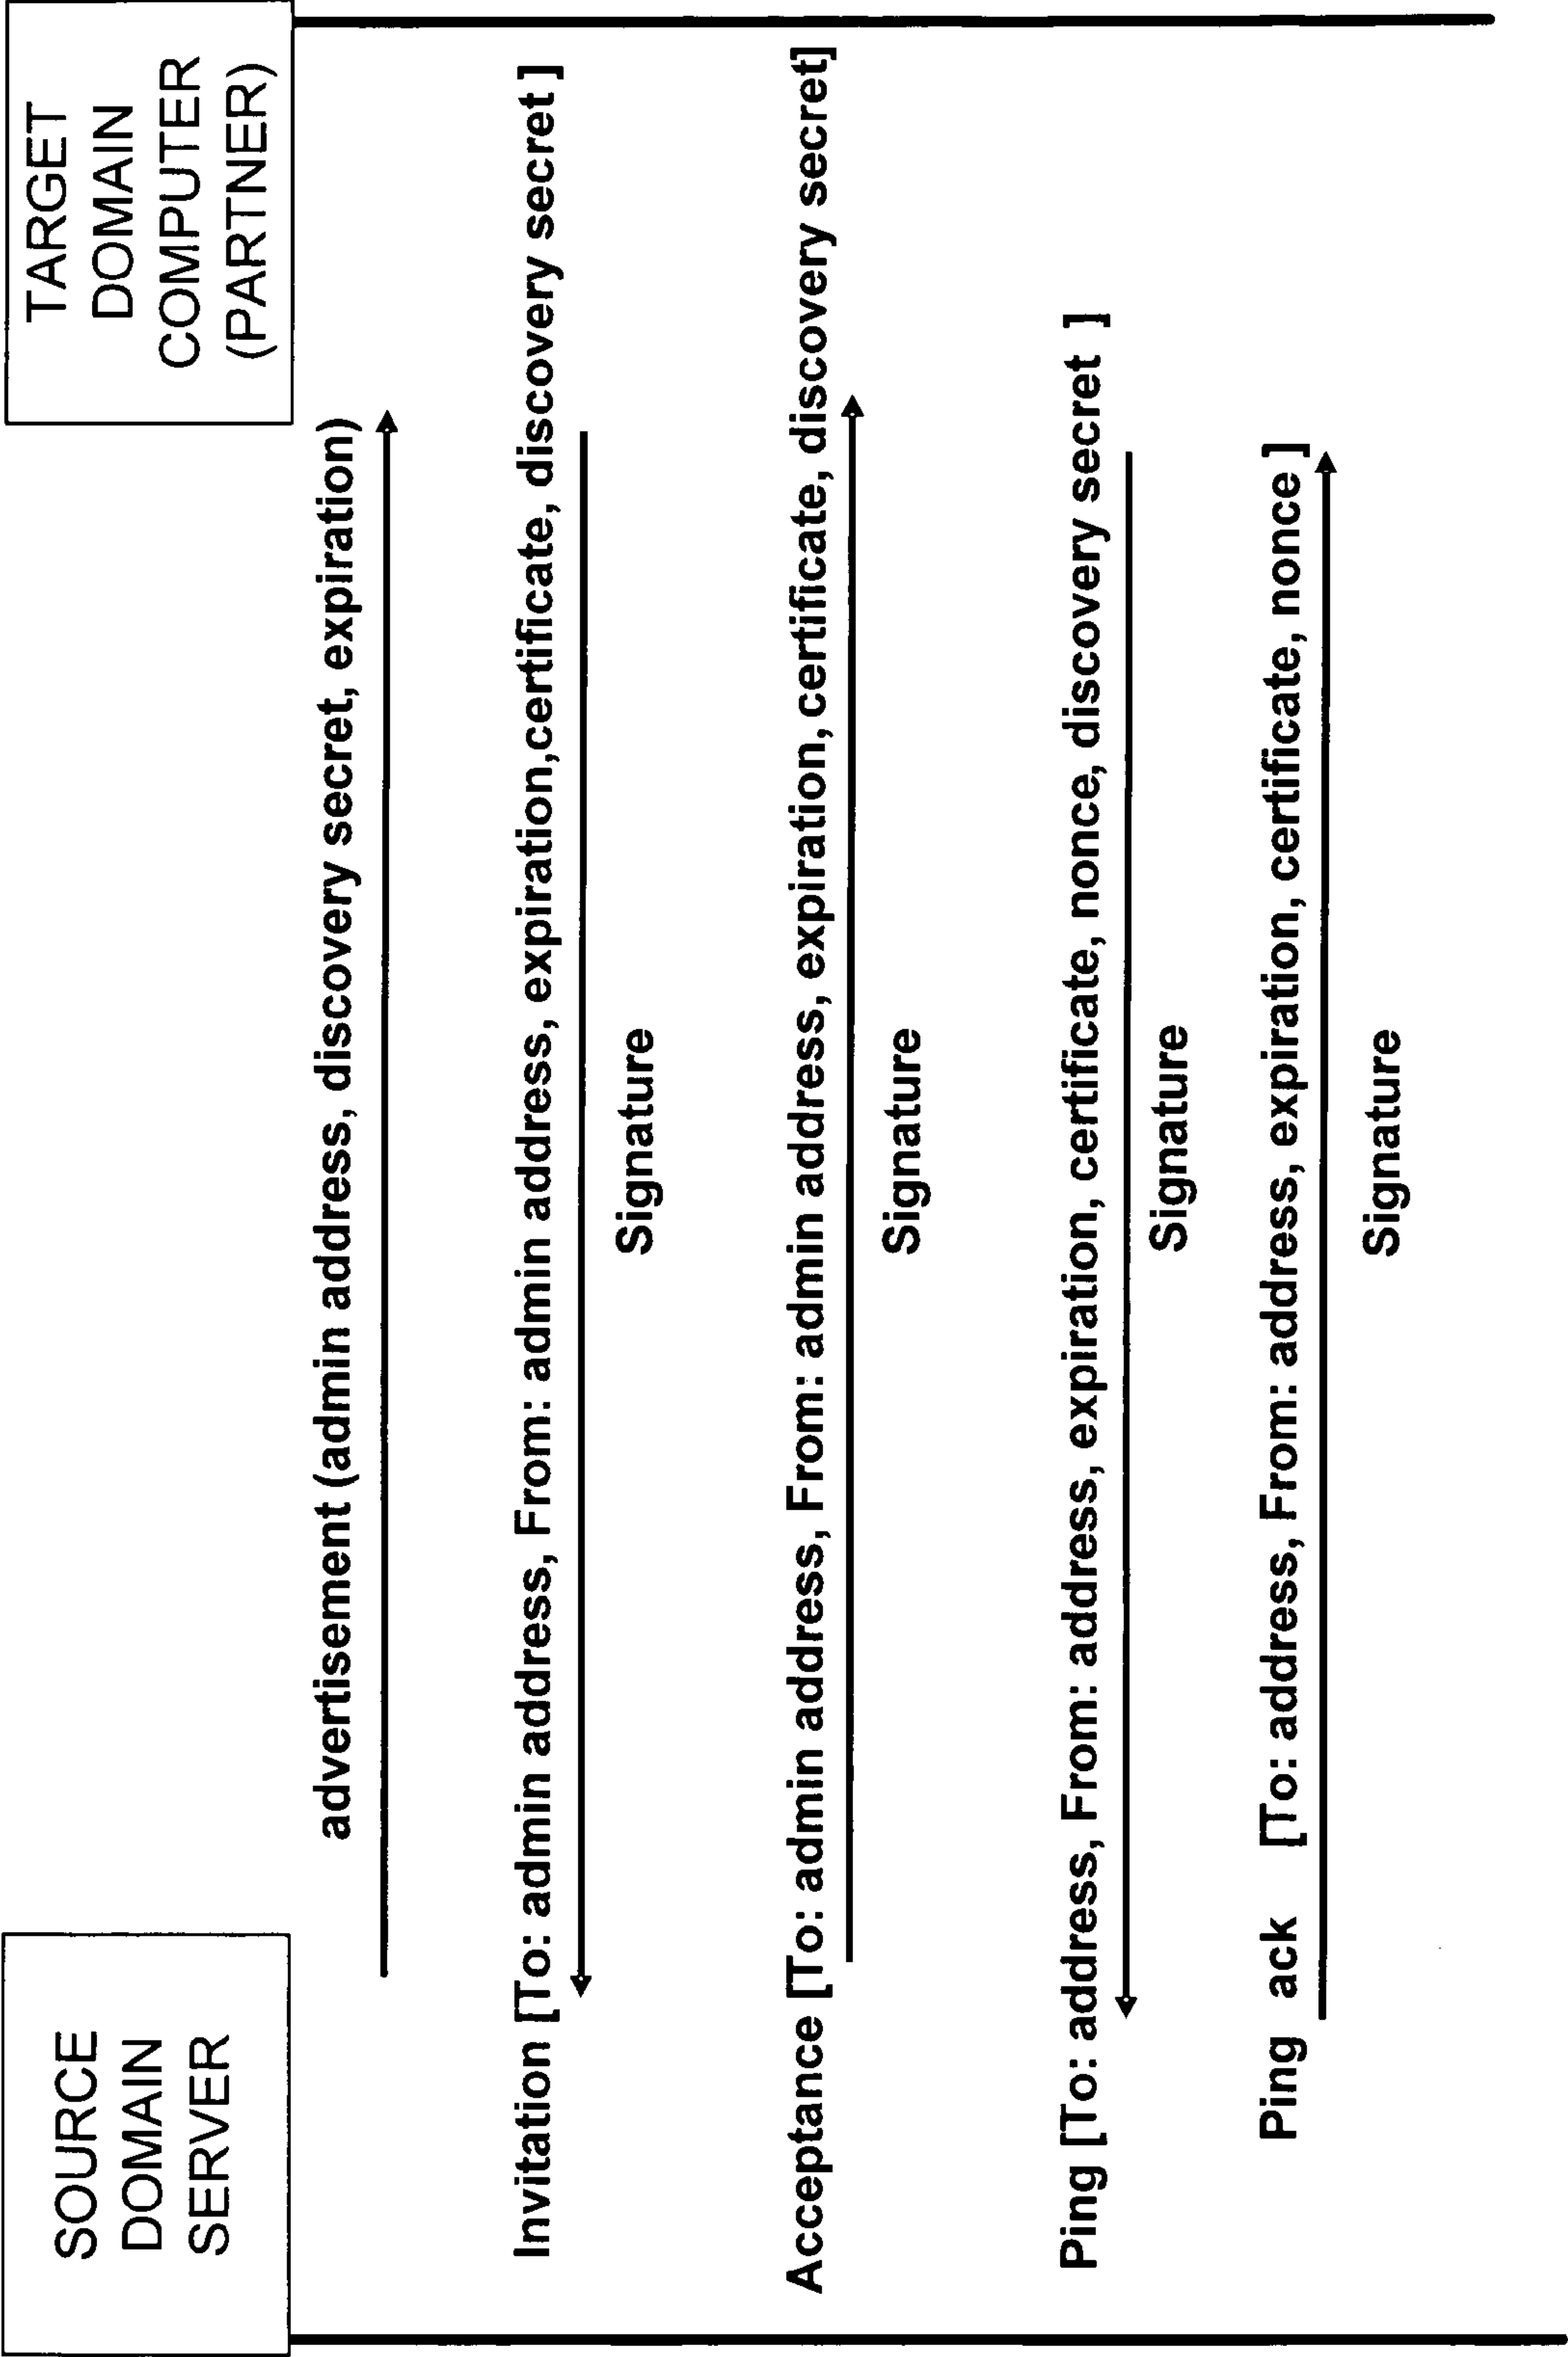 SOURCE
DOMAIN
SERVER
TARGET
DOMAIN
COMPUTER
(PARTNER)
advertisement (admin address, discovery secret, expiration)
Invitation [To: admin address, From: admin address, expiration,certificate, discovery secret ]
Signature
Acceptance [To: admin address, From: admin address, expiration, certificate, discovery secret]
Signature
Ping [To: address, From: address, expiration, certificate, nonce, discovery secret ]
Signature
Ping ack [To: address, From: address, expiration, certificate, nonce ]
Signature